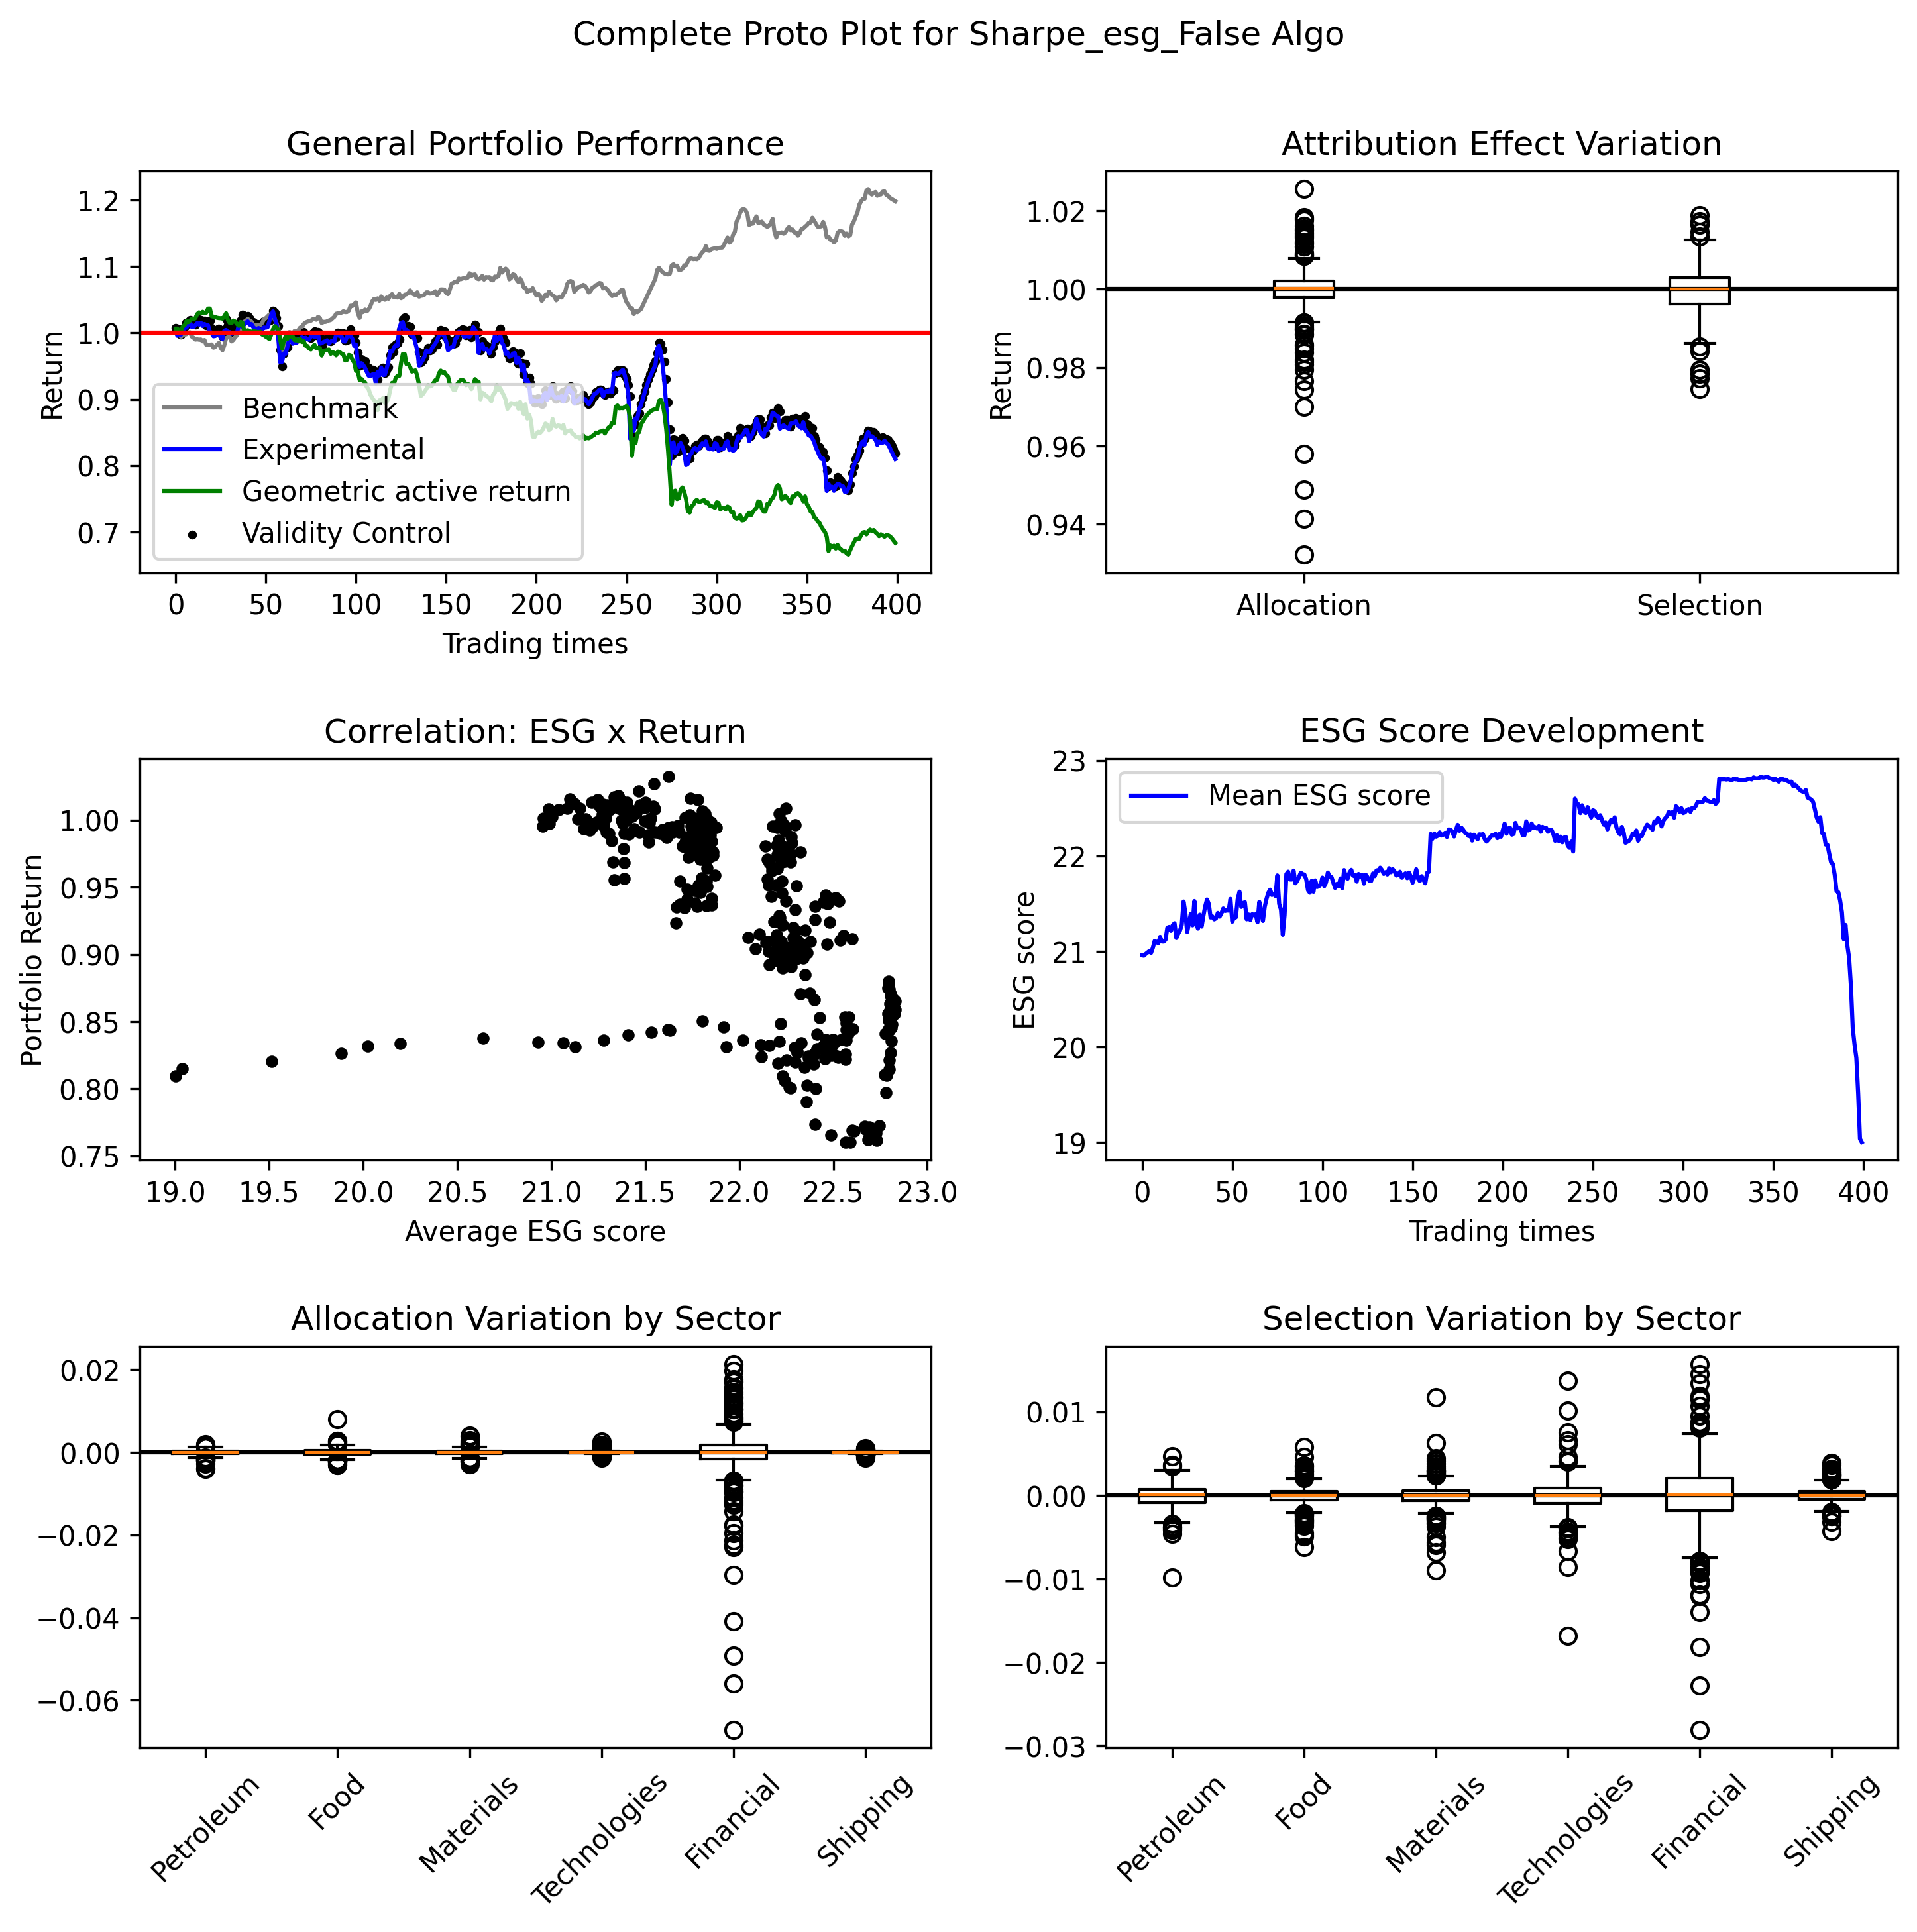 Complete Proto Plot for Sharpe_esg_False Algo
General Portfolio Performance
Return
1.2
1.1
1.0
0.9
0.8
0.7
Benchmark
Experimental
Geometric active return
Validity Control
0 50 100 150 200 250 300 350 400
Trading times
Attribution Effect Variation
Return
1.02
1.00
0.98
0.96
0.94
Allocation Selection
Correlation: ESG x Return
Portfolio Return
1.00
0.95
0.90
0.85
0.80
0.75
19.0 19.5 20.0 20.5 21.0 21.5 22.0 22.5 23.0
Average ESG score
ESG Score Development
ESG score
23
22
21
20
19
Mean ESG score
0 50 100 150 200 250 300 350 400
Trading times
Allocation Variation by Sector
0.02
0.00
−0.02
−0.04
−0.06
Petroleum
Food
Materials
Technologies
Financial
Shipping
Selection Variation by Sector
0.01
0.00
−0.01
−0.02
−0.03
Petroleum
Food
Materials
Technologies
Financial
Shipping